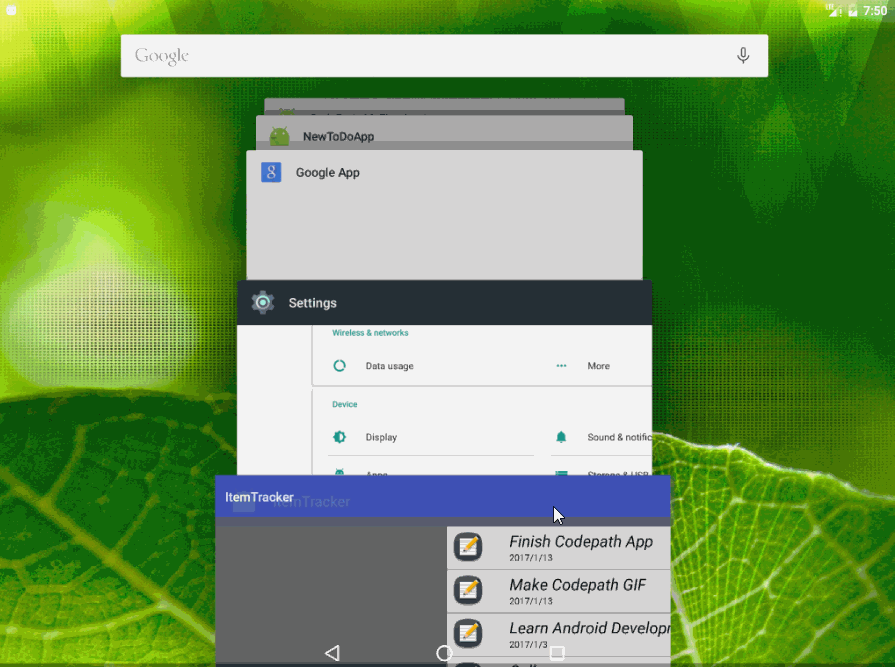 7:50
Google
NewToDoApp
Google App
Settings
Wireless & networks
Data usage
More
Device
Display
Sound & notific
Apps
Storage & USB
ItemTracker
ItemTracker
Finish Codepath App
2017/1/13
Make Codepath GIF
2017/1/13
Learn Android Develop
2017/1/3